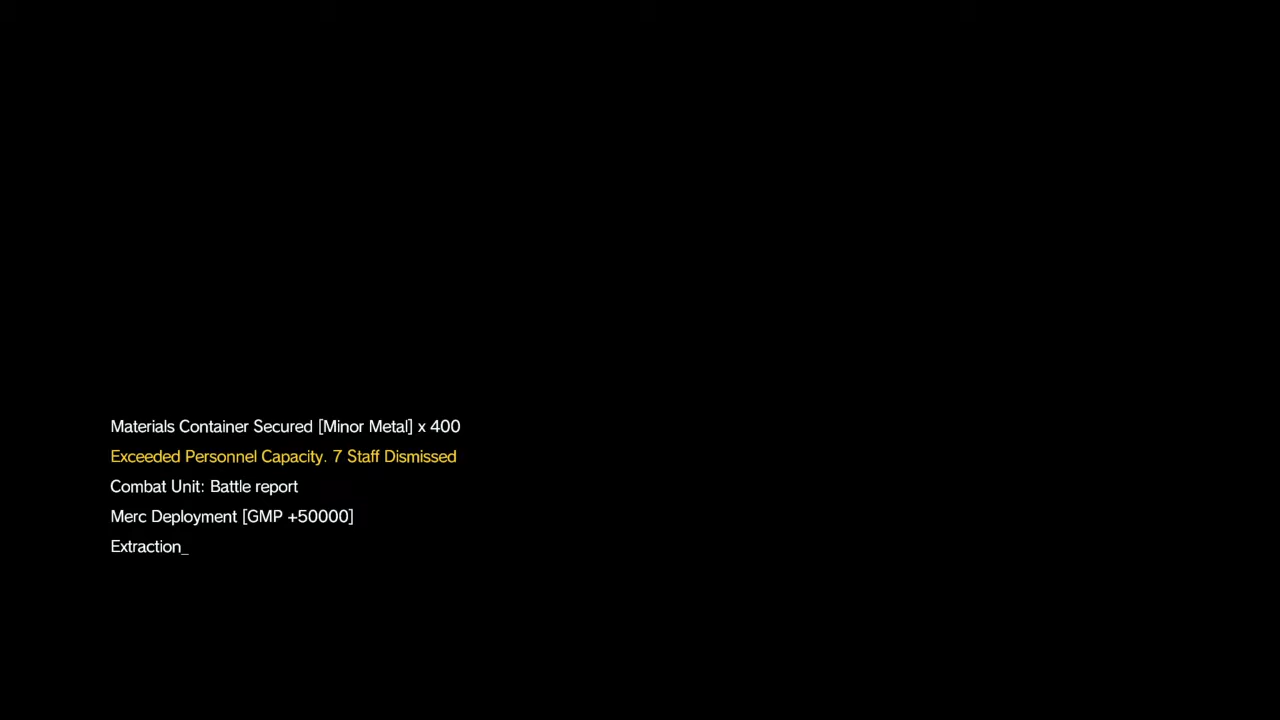 Materials Container Secured [Minor Metal] x 400
Exceeded Personnel Capacity. 7 Staff Dismissed
Combat Unit: Battle report
Merc Deployment [GMP +50000]
Extraction_